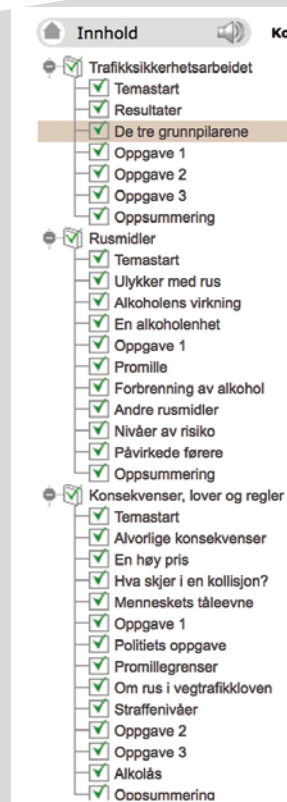 Innhold
Ko
Trafikksikkerhetsarbeidet
Temastart
Resultater
De tre grunnpilarene
Oppgave 1
Oppgave 2
Oppgave 3
Oppsummering
Rusmidler
Temastart
Ulykker med rus
Alkoholens virkning
En alkoholenhet
Oppgave 1
Promille
Forbrenning av alkohol
Andre rusmidler
Nivåer av risiko
Påvirkede førere
Oppsummering
Konsekvenser, lover og regler
Temastart
Alvorlige konsekvenser
En høy pris
Hva skjer i en kollisjon?
Menneskets tåleevne
Oppgave 1
Politiets oppgave
Promillegrenser
Om rus i vegtrafikkloven
Straffenivåer
Oppgave 2
Oppgave 3
Alkolås
Oppsummering